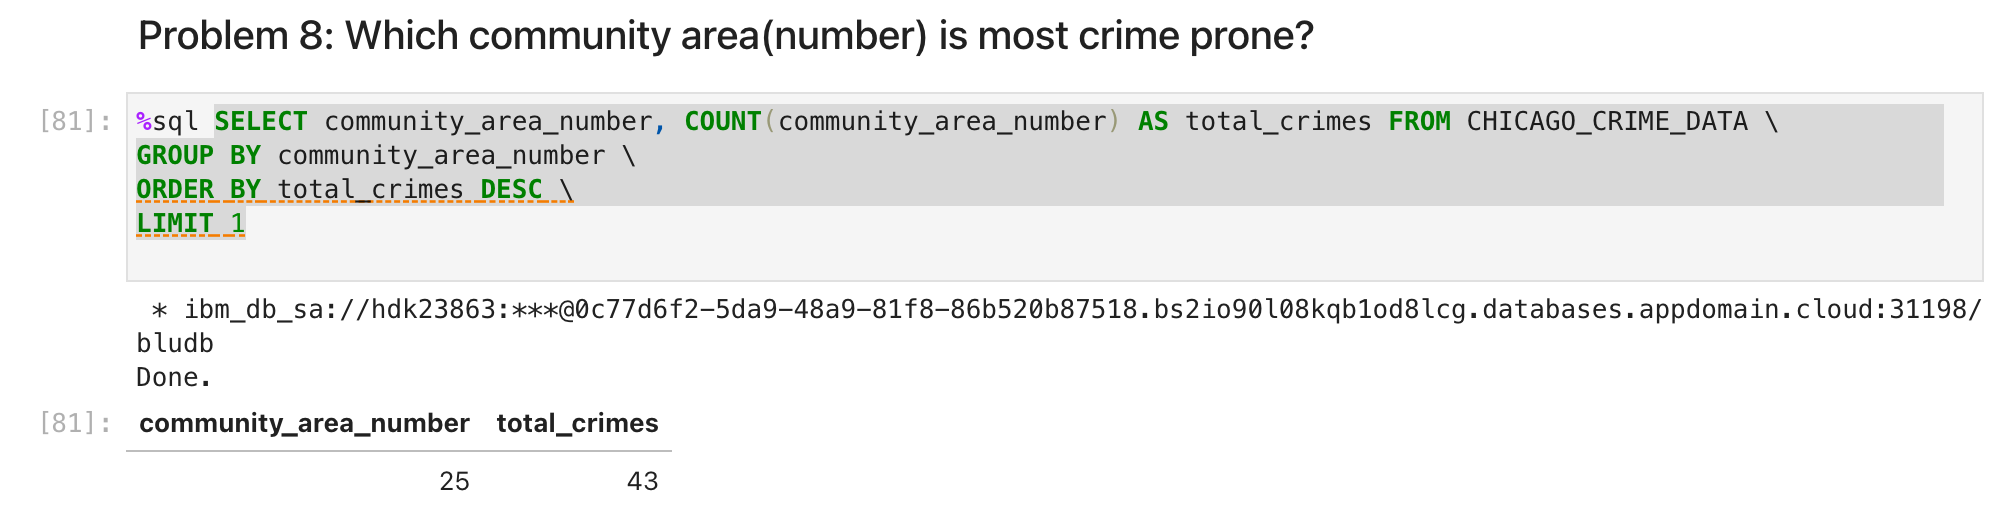 Problem 8: Which community area(number) is most crime prone?
[81]: %sql SELECT community_area_number, COUNT(community_area_number) AS total_crimes FROM CHICAGO_CRIME_DATA \
GROUP BY community_area_number \
ORDER BY total_crimes DESC \
LIMIT 1
* ibm_db_sa://hdk23863:***@0c77d6f2-5da9-48a9-81f8-86b520b87518.bs2io90l08kqb1od8lcg.databases.appdomain.cloud:31198/
bludb
Done.
[81]: community_area_number total_crimes
25 43